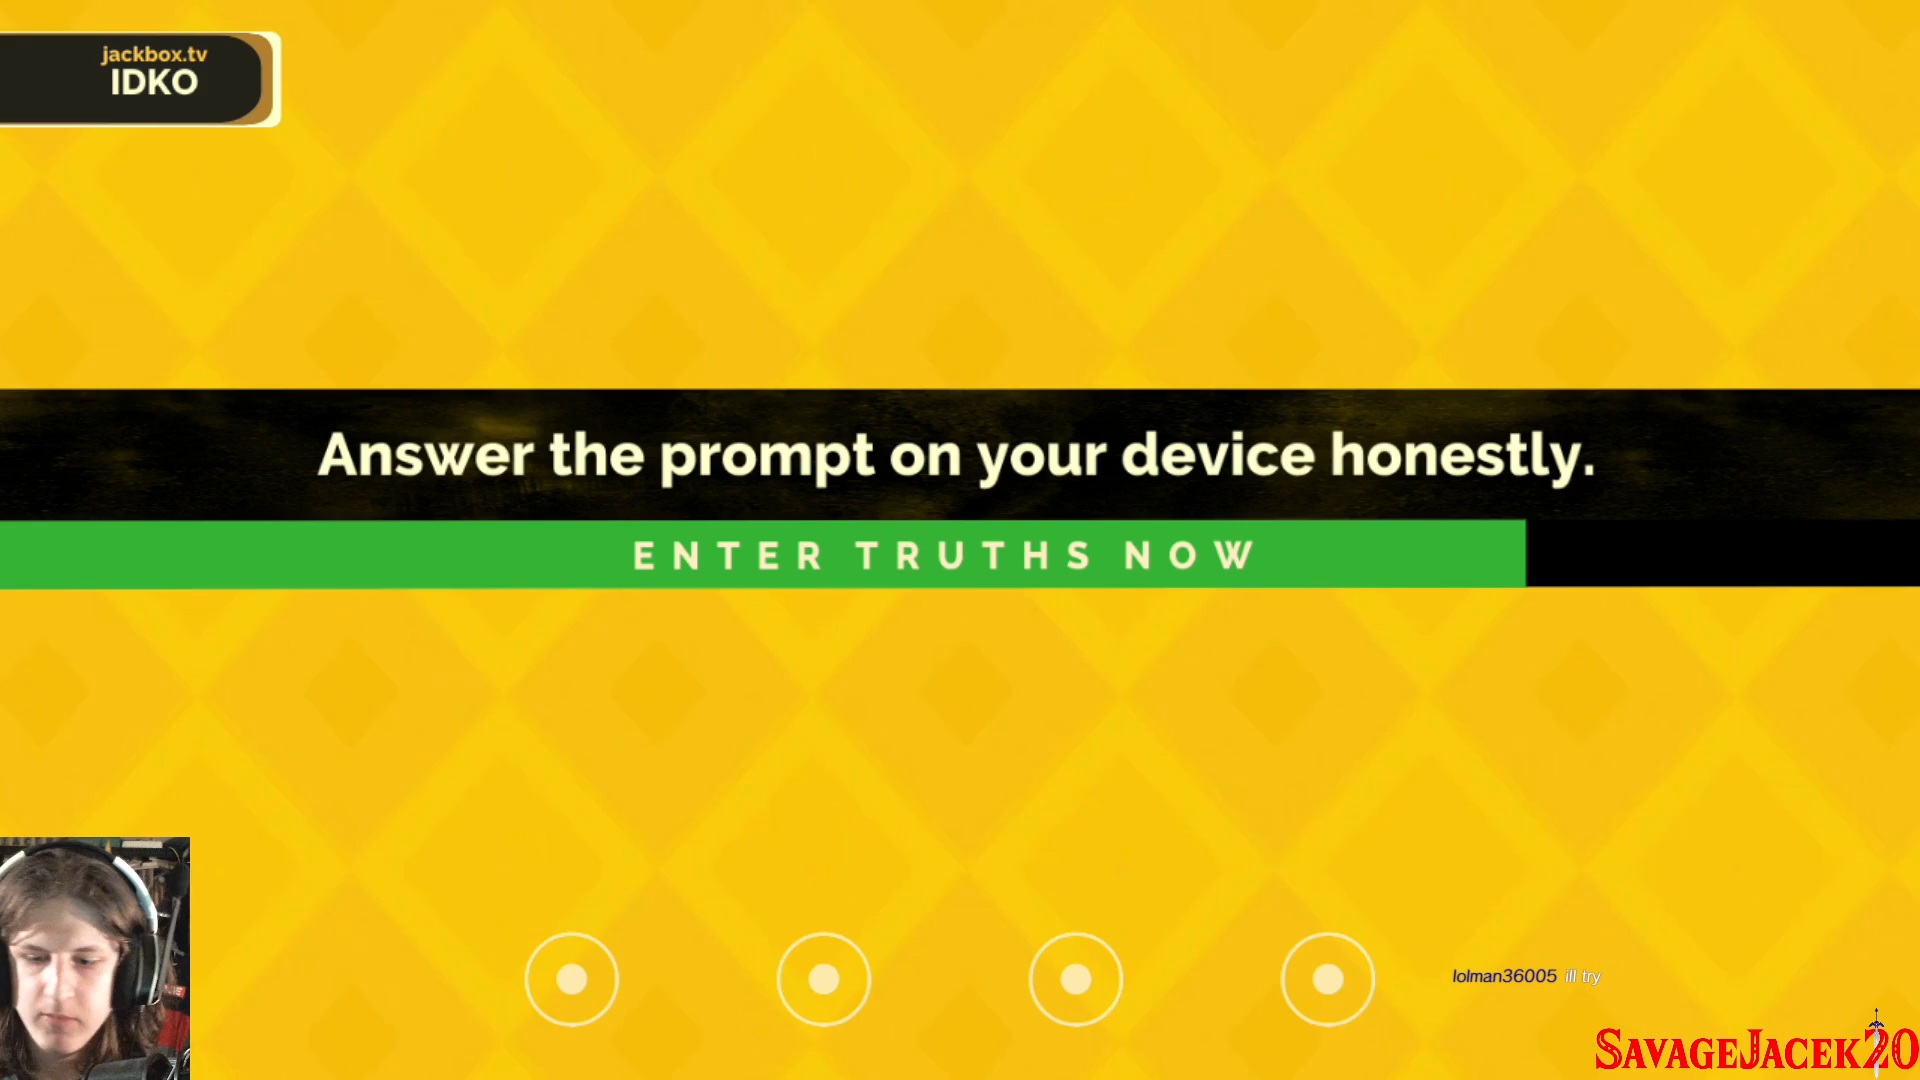 jackbox.tv
IDKO
Answer the prompt on your device honestly.
ENTER TRUTHS NOW
lolman36005 ill try
SAVAGEJACEK20